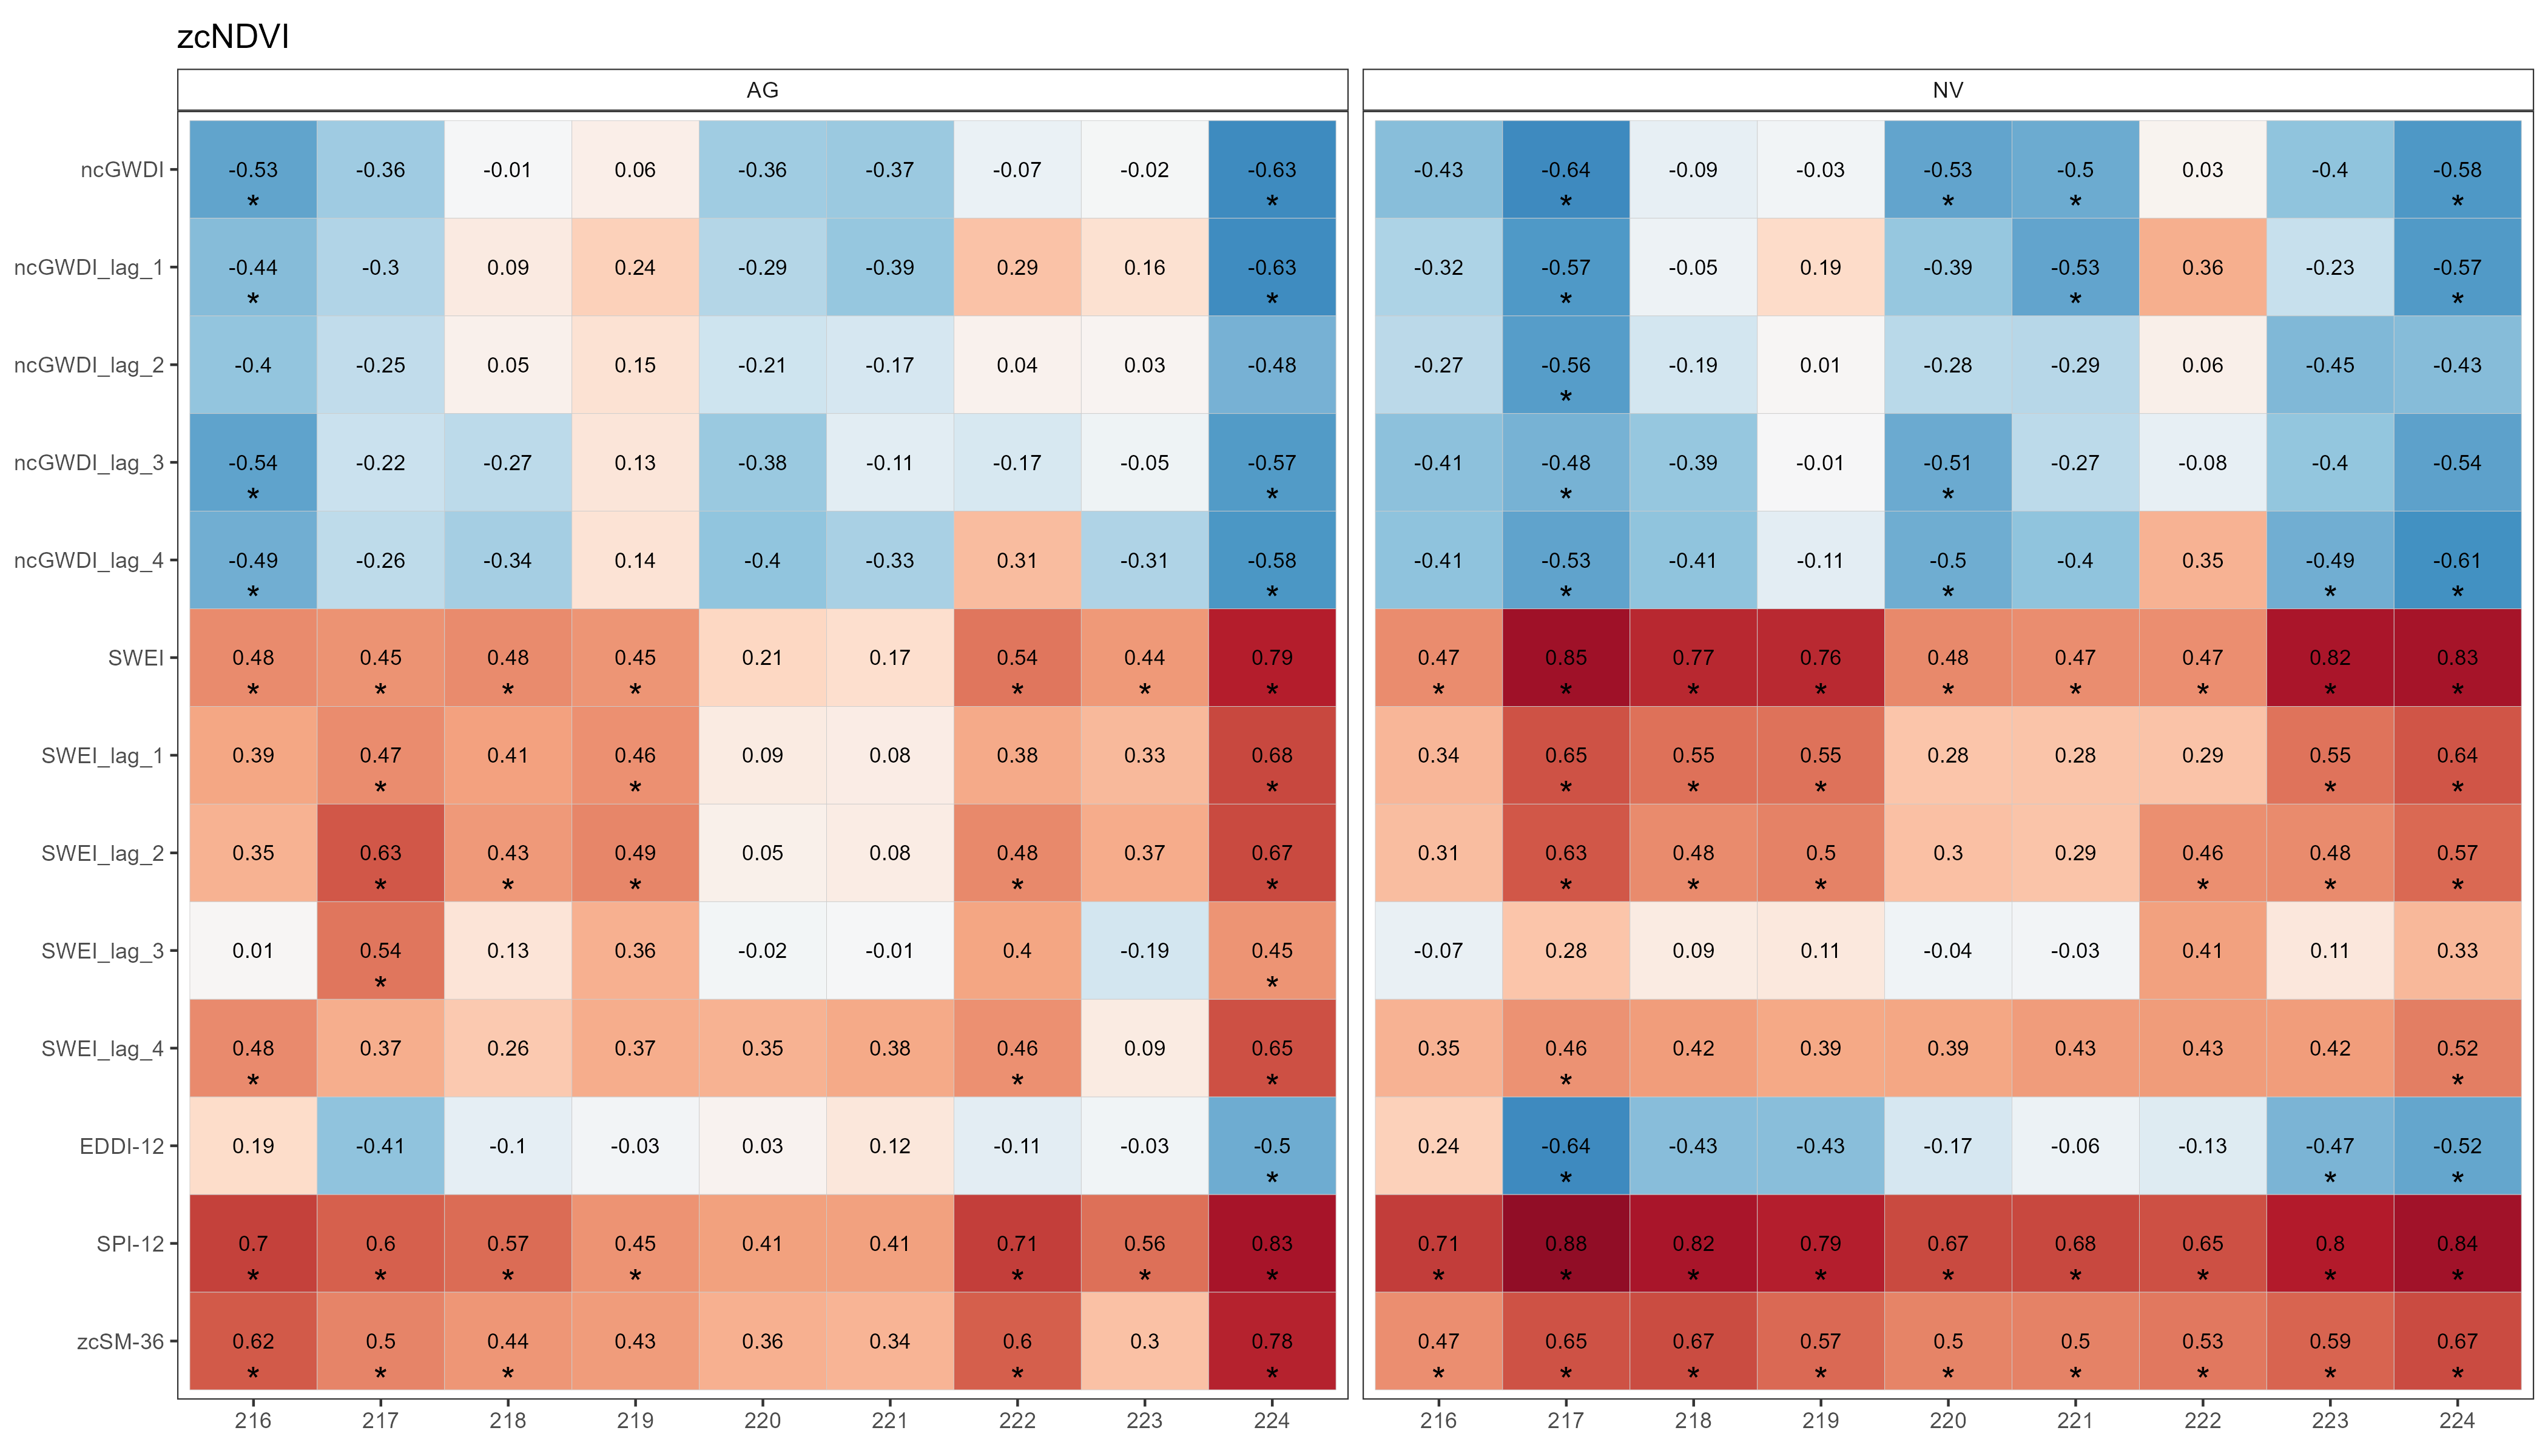 zcNDVI
AG NV
ncGWDI -0.53 -0.36 -0.01 0.06 -0.36 -0.37 -0.07 -0.02 -0.63 -0.43 -0.64 -0.09 -0.03 -0.53 -0.5 0.03 -0.4 -0.58
* * * * * *
ncGWDI_lag_1 -0.44 -0.3 0.09 0.24 -0.29 -0.39 0.29 0.16 -0.63 -0.32 -0.57 -0.05 0.19 -0.39 -0.53 0.36 -0.23 -0.57
* * * * *
ncGWDI_lag_2 -0.4 -0.25 0.05 0.15 -0.21 -0.17 0.04 0.03 -0.48 -0.27 -0.56 -0.19 0.01 -0.28 -0.29 0.06 -0.45 -0.43
*
ncGWDI_lag_3 -0.54 -0.22 -0.27 0.13 -0.38 -0.11 -0.17 -0.05 -0.57 -0.41 -0.48 -0.39 -0.01 -0.51 -0.27 -0.08 -0.4 -0.54
* * * *
ncGWDI_lag_4 -0.49 -0.26 -0.34 0.14 -0.4 -0.33 0.31 -0.31 -0.58 -0.41 -0.53 -0.41 -0.11 -0.5 -0.4 0.35 -0.49 -0.61
* * * * * *
SWEI 0.48 0.45 0.48 0.45 0.21 0.17 0.54 0.44 0.79 0.47 0.85 0.77 0.76 0.48 0.47 0.47 0.82 0.83
* * * * * * * * * * * * * * * *
SWEI_lag_1 0.39 0.47 0.41 0.46 0.09 0.08 0.38 0.33 0.68 0.34 0.65 0.55 0.55 0.28 0.28 0.29 0.55 0.64
* * * * * * * *
SWEI_lag_2 0.35 0.63 0.43 0.49 0.05 0.08 0.48 0.37 0.67 0.31 0.63 0.48 0.5 0.3 0.29 0.46 0.48 0.57
* * * * * * * * * * *
SWEI_lag_3 0.01 0.54 0.13 0.36 -0.02 -0.01 0.4 -0.19 0.45 -0.07 0.28 0.09 0.11 -0.04 -0.03 0.41 0.11 0.33
* *
SWEI_lag_4 0.48 0.37 0.26 0.37 0.35 0.38 0.46 0.09 0.65 0.35 0.46 0.42 0.39 0.39 0.43 0.43 0.42 0.52
* * * * *
EDDI-12 0.19 -0.41 -0.1 -0.03 0.03 0.12 -0.11 -0.03 -0.5 0.24 -0.64 -0.43 -0.43 -0.17 -0.06 -0.13 -0.47 -0.52
* * * *
SPI-12 0.7 0.6 0.57 0.45 0.41 0.41 0.71 0.56 0.83 0.71 0.88 0.82 0.79 0.67 0.68 0.65 0.8 0.84
* * * * * * * * * * * * * * * *
zcSM-36 0.62 0.5 0.44 0.43 0.36 0.34 0.6 0.3 0.78 0.47 0.65 0.67 0.57 0.5 0.5 0.53 0.59 0.67
* * * * * * * * * * * * * *
216 217 218 219 220 221 222 223 224 216 217 218 219 220 221 222 223 224